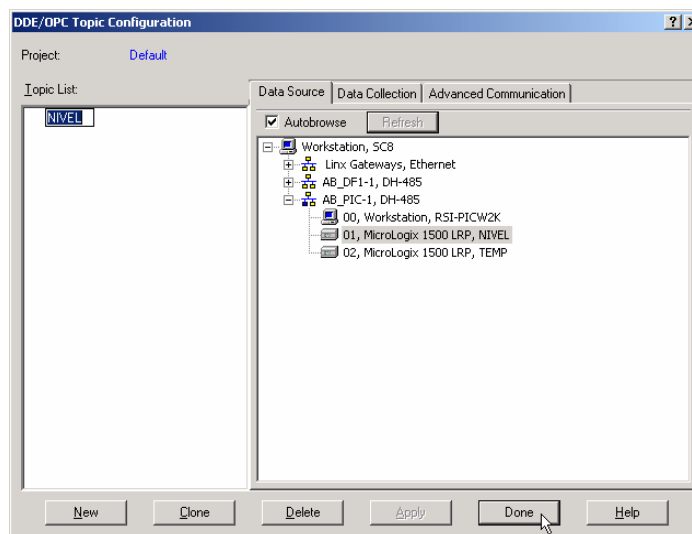 DDE/OPC Topic Configuration
Project: Default
Topic List:
NIVEL
Data Source Data Collection Advanced Communication
Autobrowse Refresh
Workstation, SC8
Linx Gateways, Ethernet
AB_DF1-1, DH-485
AB_PIC-1, DH-485
00, Workstation, RSI-PICW2K
01, MicroLogix 1500 LRP, NIVEL
02, MicroLogix 1500 LRP, TEMP
New Clone Delete Apply Done Help